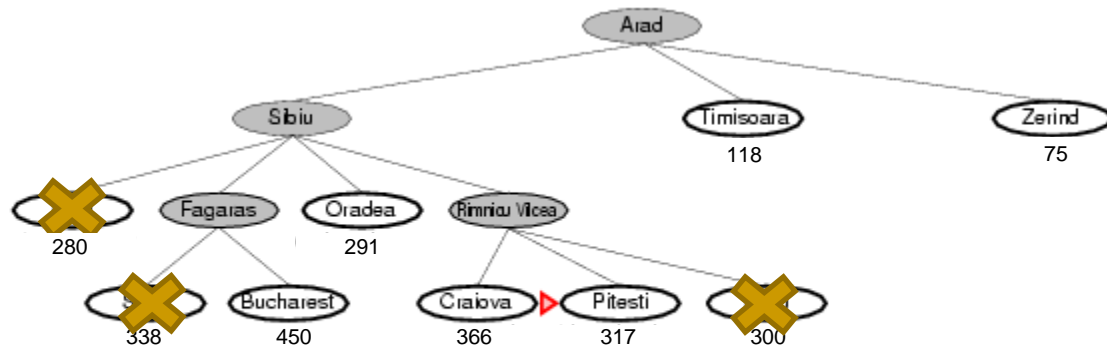 Arad
Sibiu
Timisoara
Zerind
118
75
Fagaras
Oradea
Rimnicu Vilcea
280
291
Bucharest
Craiova
Pitesti
338
450
366
317
300